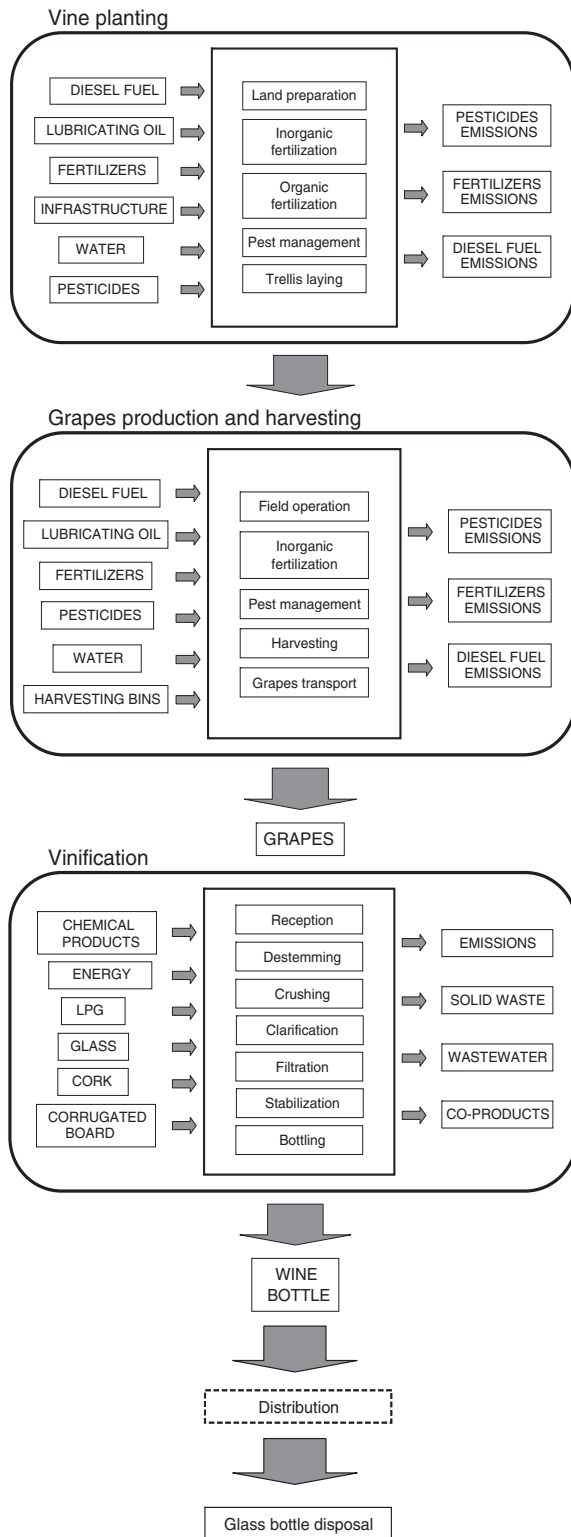 Vine planting
DIESEL FUEL
LUBRICATING OIL
FERTILIZERS
INFRASTRUCTURE
WATER
PESTICIDES
Land preparation
Inorganic
fertilization
Organic
fertilization
Pest management
Trellis laying
PESTICIDES
EMISSIONS
FERTILIZERS
EMISSIONS
DIESEL FUEL
EMISSIONS
Grapes production and harvesting
DIESEL FUEL
LUBRICATING OIL
FERTILIZERS
PESTICIDES
WATER
HARVESTING BINS
Field operation
Inorganic
fertilization
Pest management
Harvesting
Grapes transport
PESTICIDES
EMISSIONS
FERTILIZERS
EMISSIONS
DIESEL FUEL
EMISSIONS
GRAPES
Vinification
CHEMICAL
PRODUCTS
ENERGY
LPG
GLASS
CORK
CORRUGATED
BOARD
Reception
Destemming
Crushing
Clarification
Filtration
Stabilization
Bottling
EMISSIONS
SOLID WASTE
WASTEWATER
CO-PRODUCTS
WINE
BOTTLE
Distribution
Glass bottle disposal